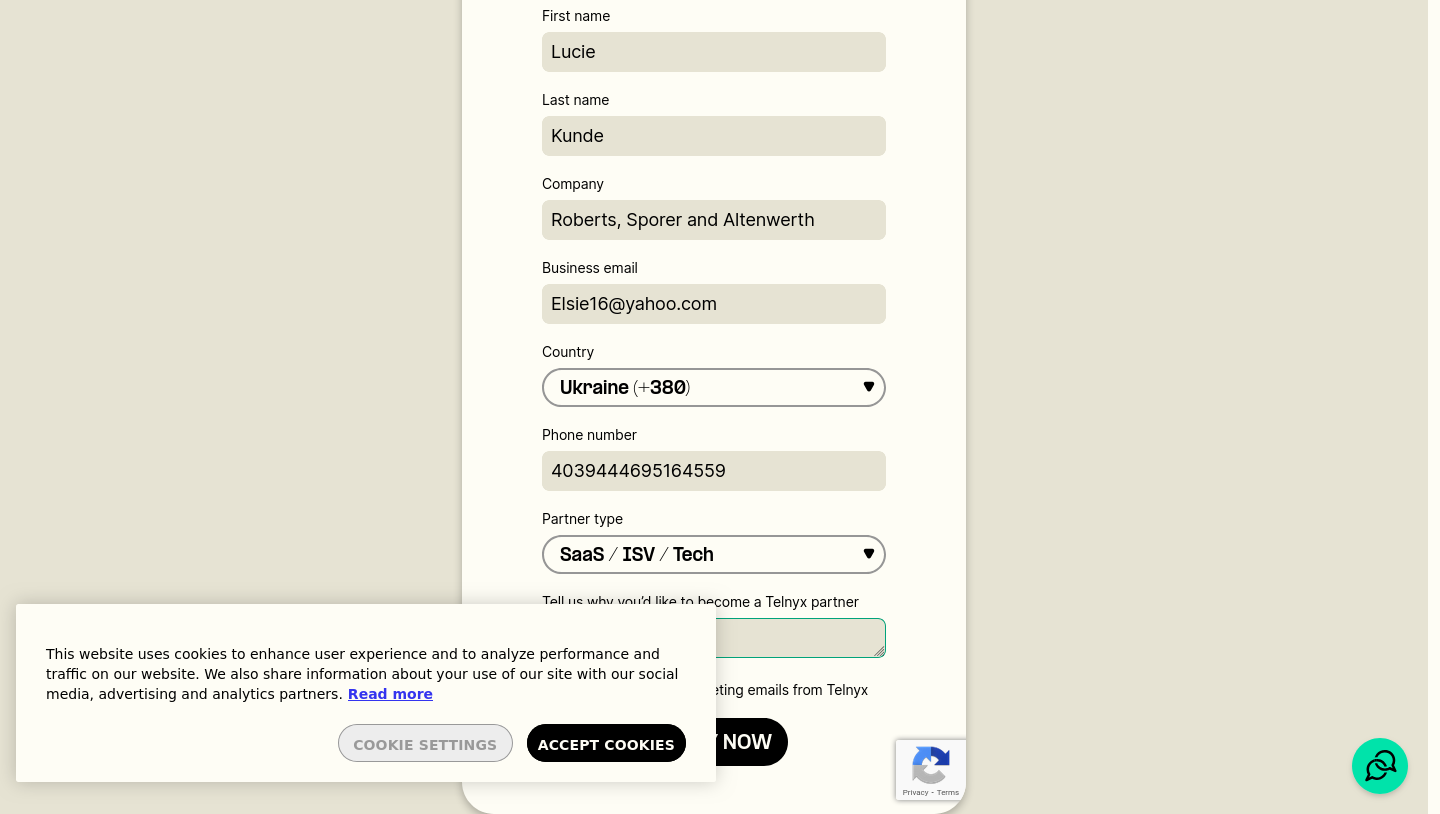 First name
Lucie
Last name
Kunde
Company
Roberts, Sporer and Altenwerth
Business email
Elsie16@yahoo.com
Country
Ukraine (+380)
Phone number
4039444695164559
Partner type
SaaS / ISV / Tech
Tell us why you'd like to become a Telnyx partner
This website uses cookies to enhance user experience and to analyze performance and
traffic on our website. We also share information about your use of our site with our social
media, advertising and analytics partners. Read more
COOKIE SETTINGS
ACCEPT COOKIES
emails from Telnyx
NOW
Privacy - Terms